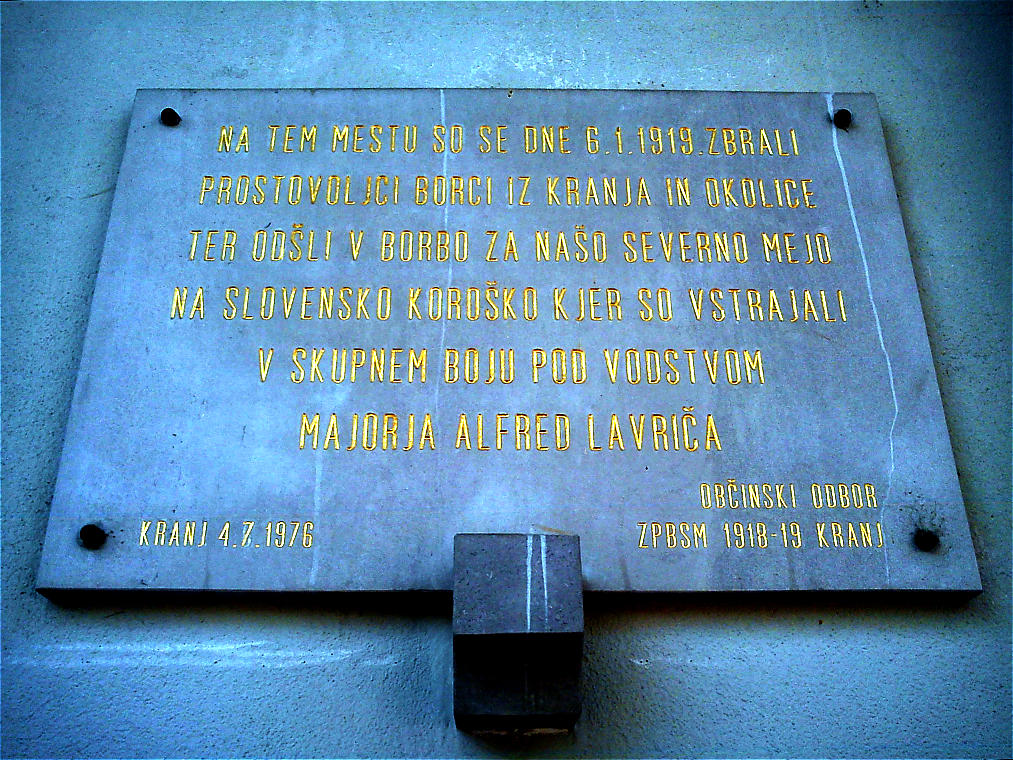 NA TEM MESTU SO SE DNE 6.1.1919.ZBRALI
PROSTOVOLJCI BORCI IZ KRANJA IN OKOLICE
TER ODŠLI V BORBO ZA NAŠO SEVERNO MEJO
NA SLOVENSKO KOROŠKO KJER SO VSTRAJALI
V SKUPNEM BOJU POD VODSTVOM
MAJORJA ALFRED LAVRIČA
OBČINSKI ODBOR
KRANJ 4.7.1976 ZPBSM 1918-19 KRANJ